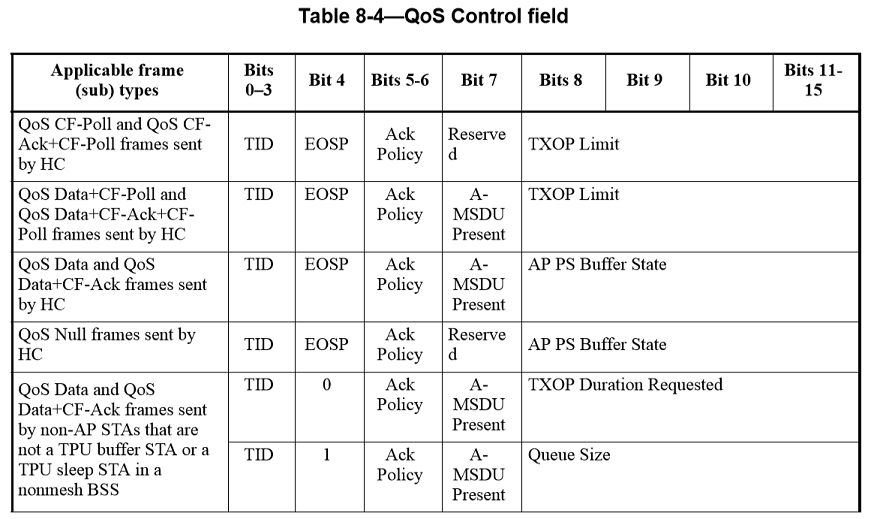 Table 8-4—QoS Control field
Applicable frame (sub) types | Bits 0–3 | Bit 4 | Bits 5-6 | Bit 7 | Bits 8 | Bit 9 | Bit 10 | Bits 11-15
QoS CF-Poll and QoS CF-Ack+CF-Poll frames sent by HC | TID | EOSP | Ack Policy | Reserved | TXOP Limit
QoS Data+CF-Poll and QoS Data+CF-Ack+CF-Poll frames sent by HC | TID | EOSP | Ack Policy | A-MSDU Present | TXOP Limit
QoS Data and QoS Data+CF-Ack frames sent by HC | TID | EOSP | Ack Policy | A-MSDU Present | AP PS Buffer State
QoS Null frames sent by HC | TID | EOSP | Ack Policy | Reserved | AP PS Buffer State
QoS Data and QoS Data+CF-Ack frames sent by non-AP STAs that are not a TPU buffer STA or a TPU sleep STA in a nonmesh BSS | TID | 0 | Ack Policy | A-MSDU Present | TXOP Duration Requested
TID | 1 | Ack Policy | A-MSDU Present | Queue Size